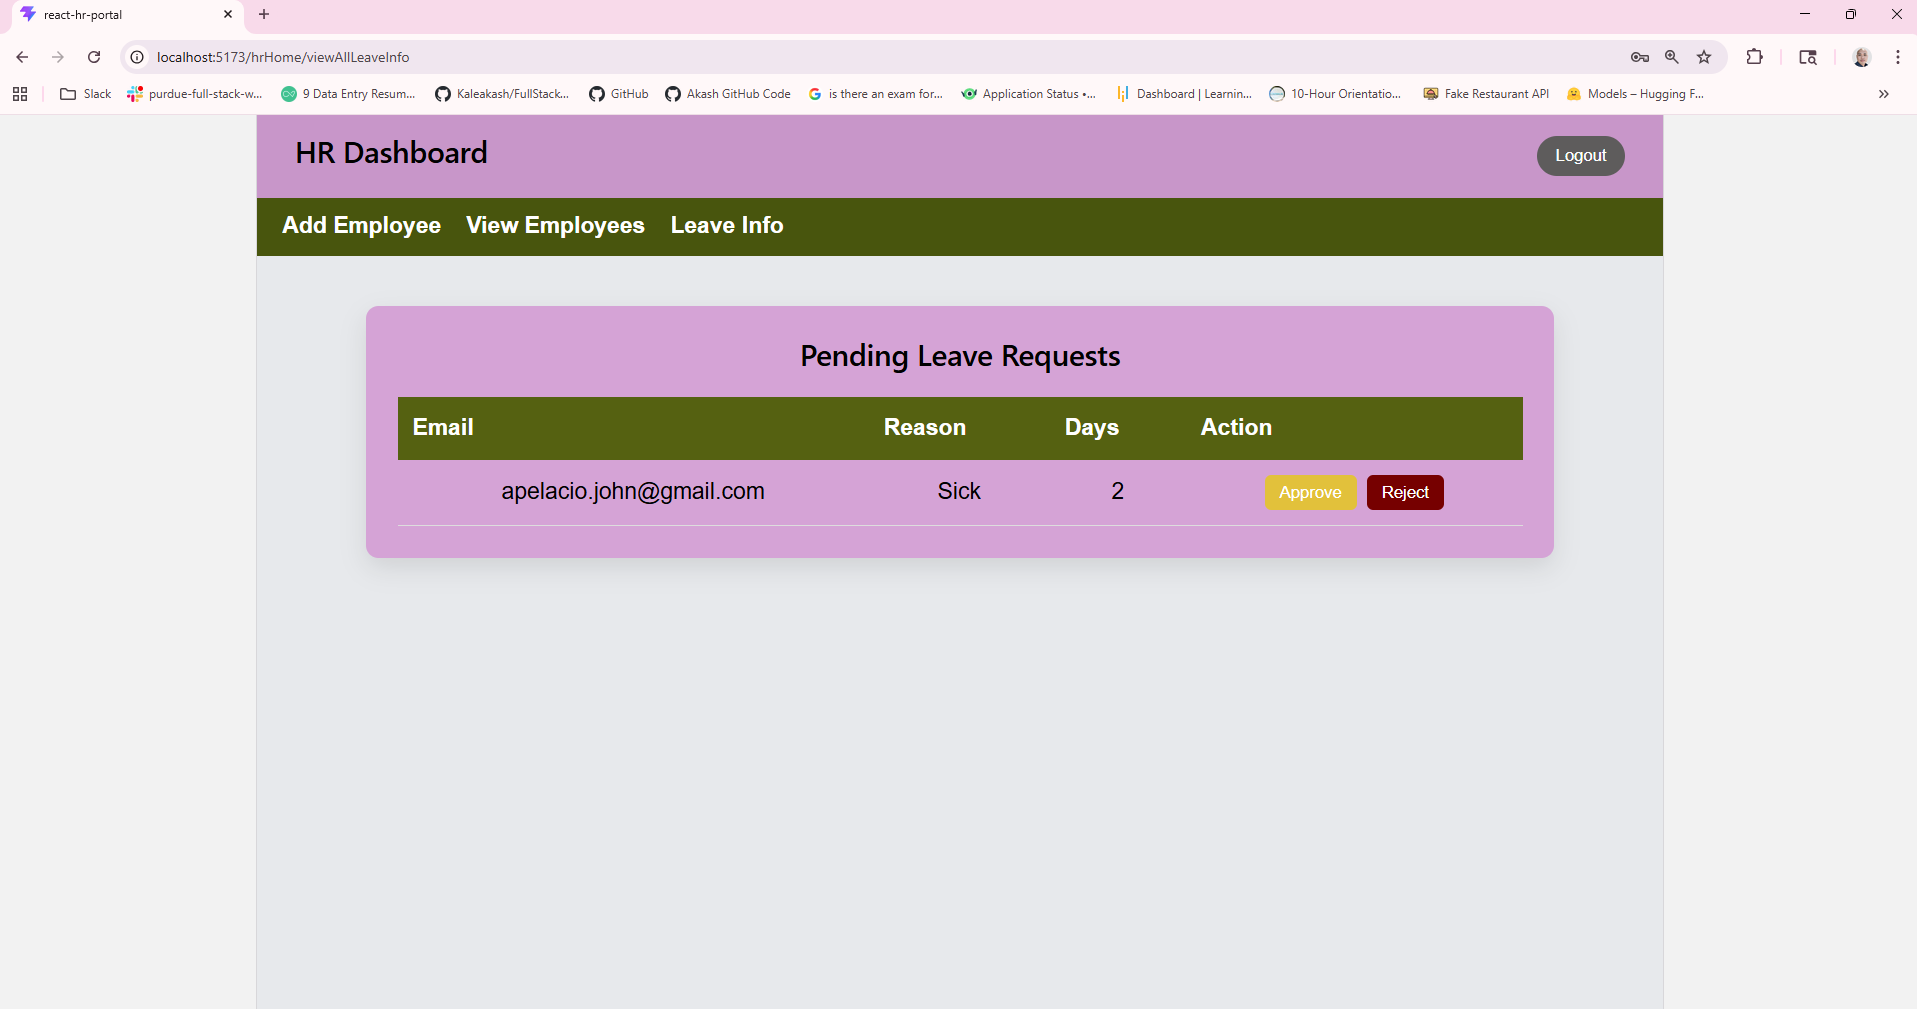 react-hr-portal
localhost:5173/hrHome/viewAllLeaveInfo
Slack purdue-full-stack-w... 9 Data Entry Resum... Kaleakash/FullStack... GitHub Akash GitHub Code is there an exam for... Application Status •... Dashboard | Learnin... 10-Hour Orientatio... Fake Restaurant API Models – Hugging F...
HR Dashboard Logout
Add Employee View Employees Leave Info
Pending Leave Requests
Email Reason Days Action
apelacio.john@gmail.com Sick 2 Approve Reject